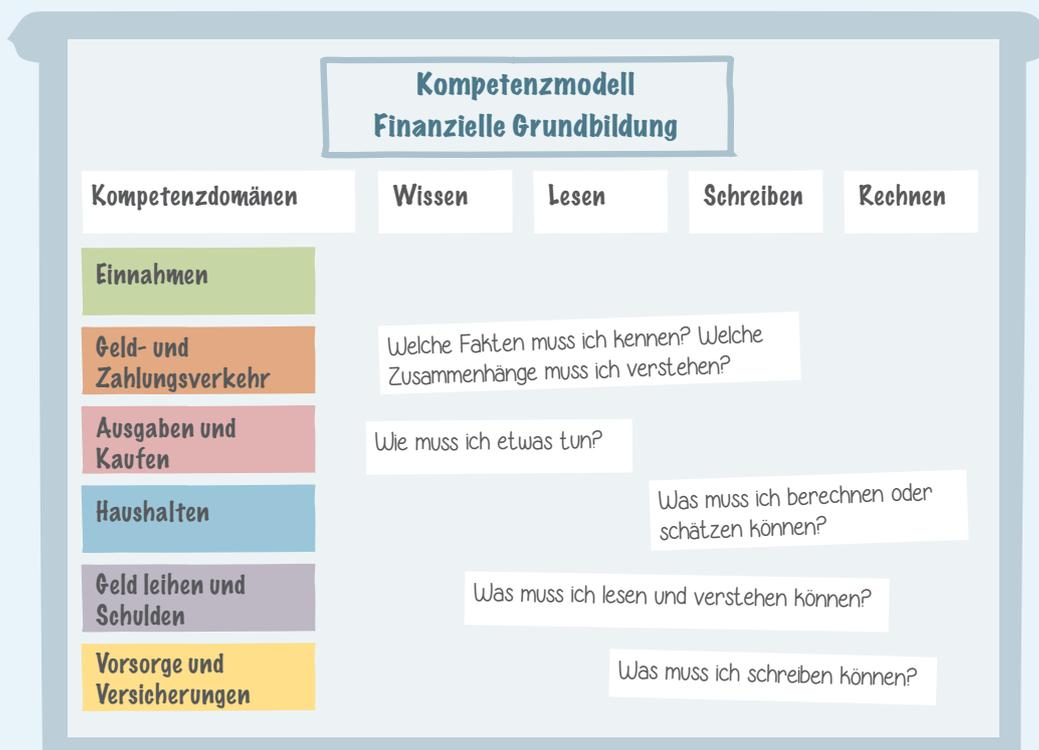 Kompetenzmodell
Finanzielle Grundbildung
Kompetenzdomänen
Wissen
Lesen
Schreiben
Rechnen
Einnahmen
Geld- und
Zahlungsverkehr
Welche Fakten muss ich kennen? Welche
Zusammenhänge muss ich verstehen?
Ausgaben und
Kaufen
Wie muss ich etwas tun?
Haushalten
Was muss ich berechnen oder
schätzen können?
Geld leihen und
Schulden
Was muss ich lesen und verstehen können?
Vorsorge und
Versicherungen
Was muss ich schreiben können?